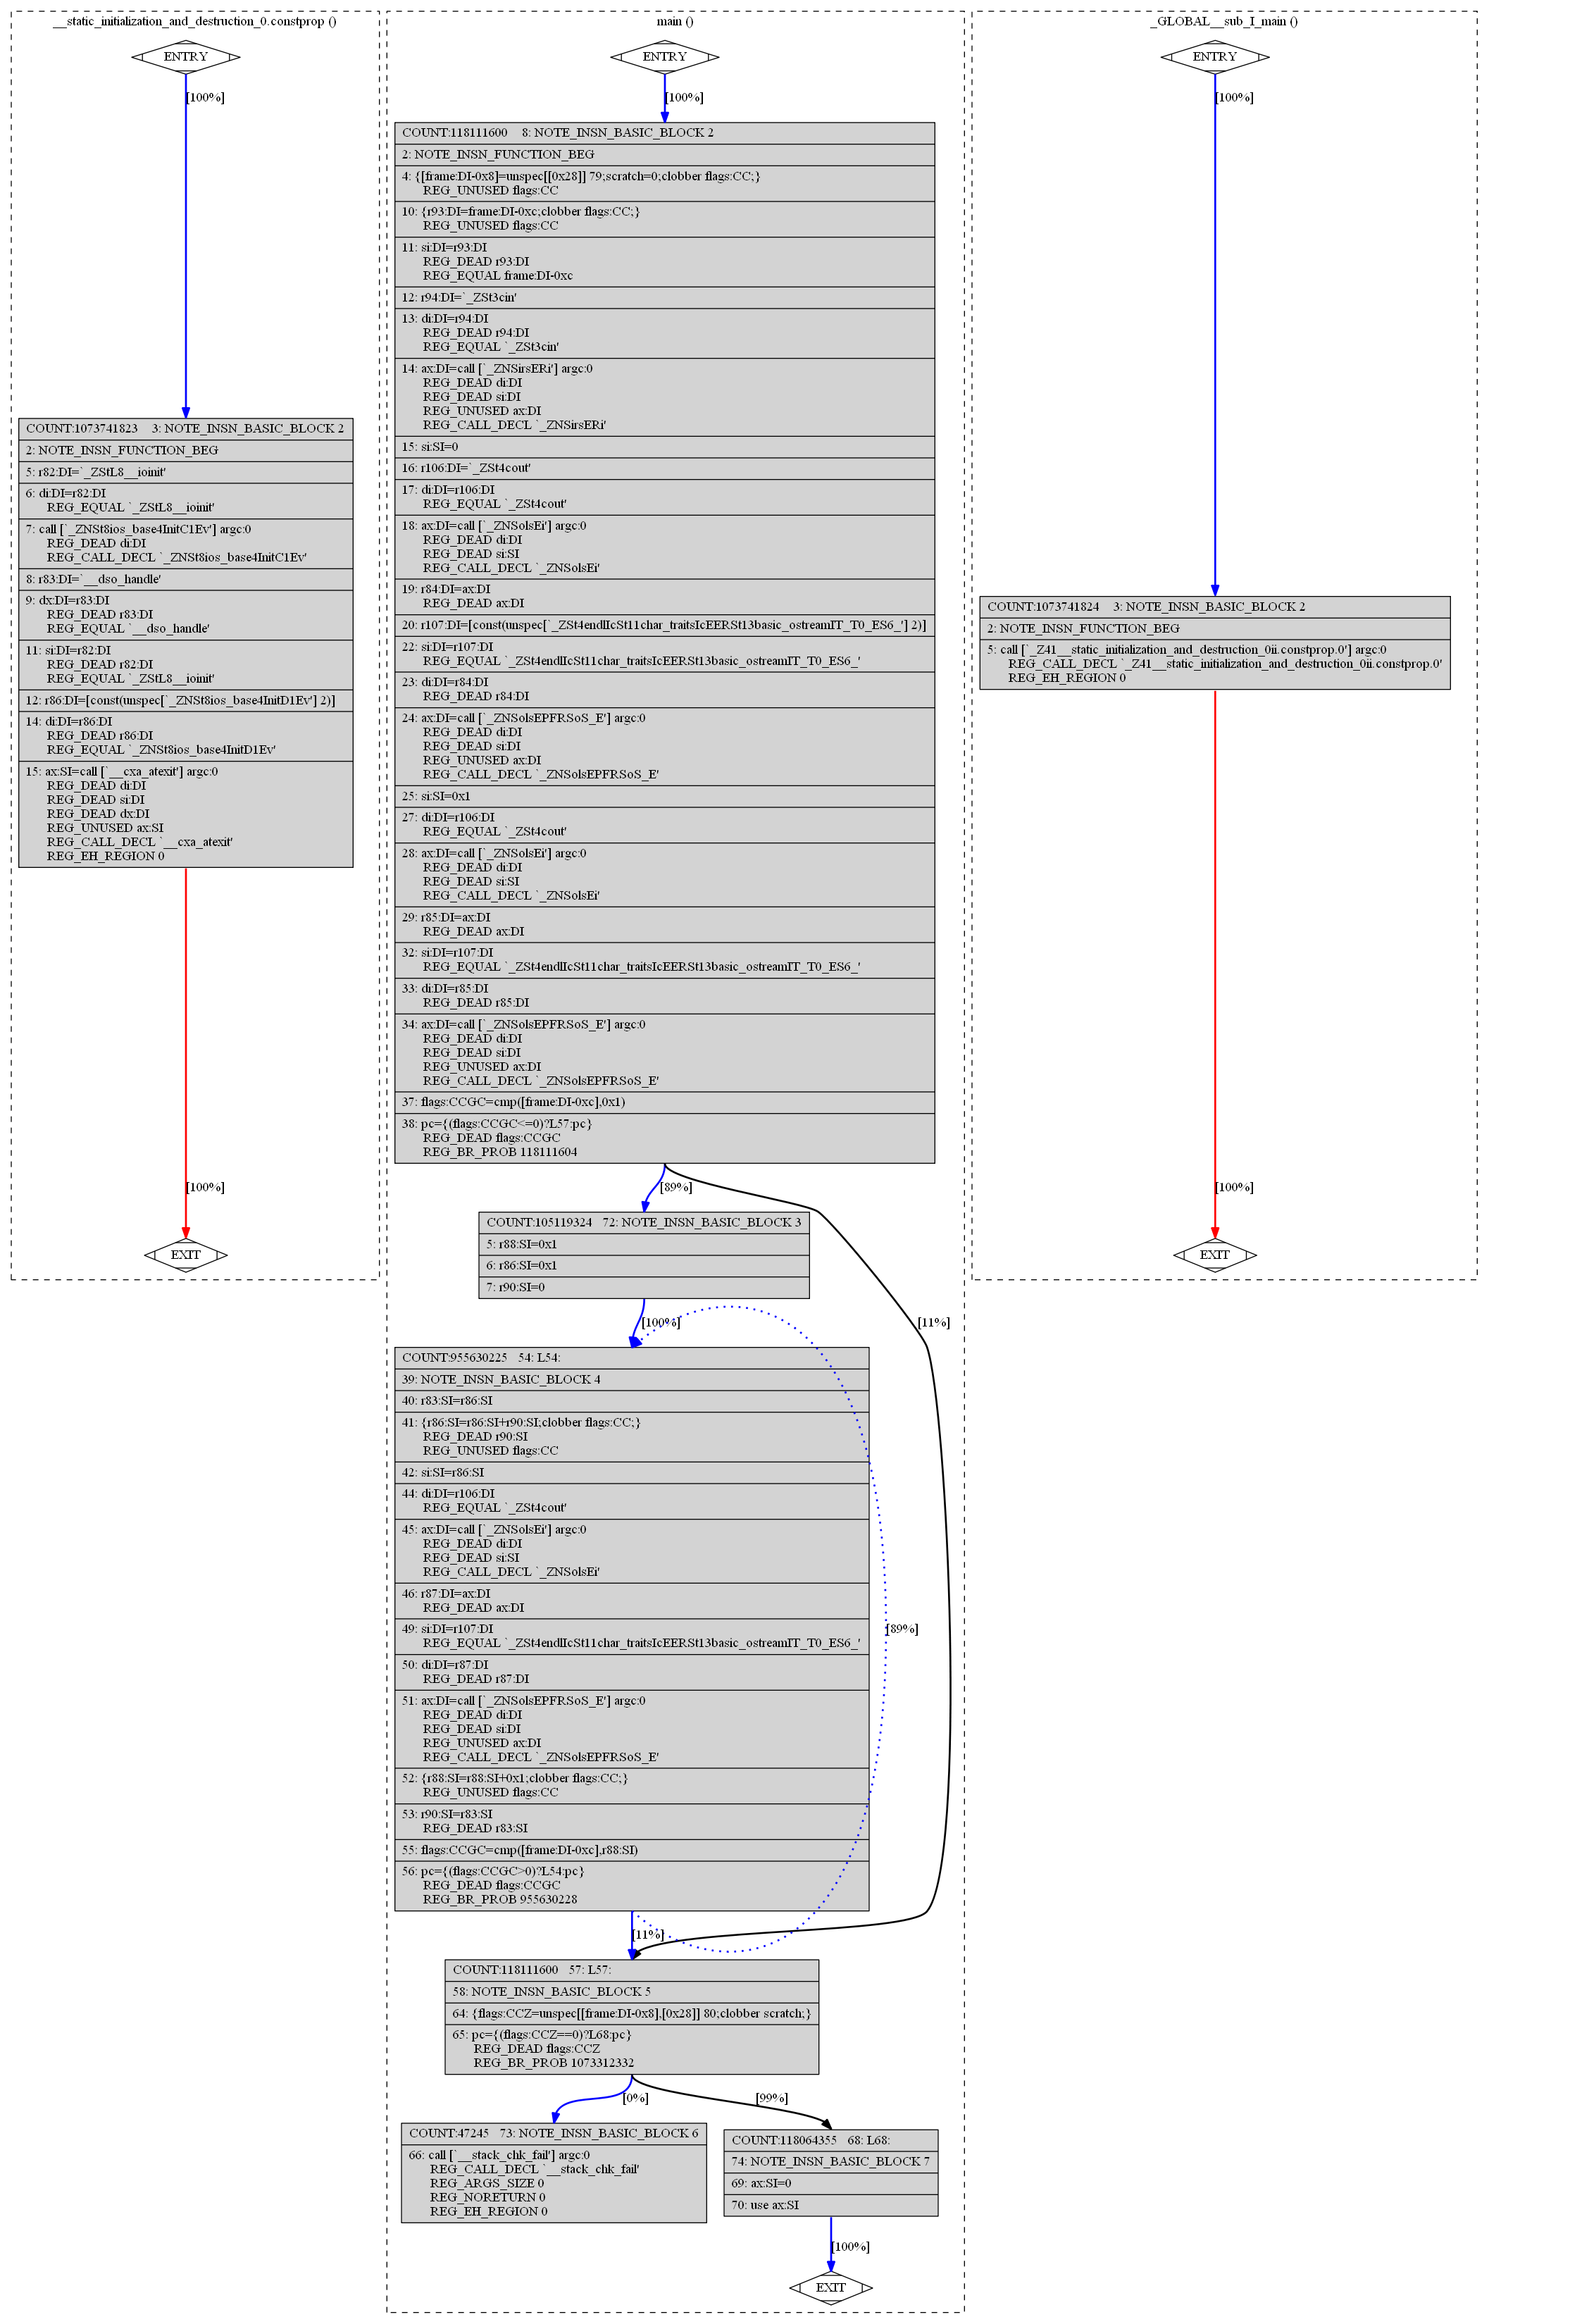 __static_initialization_and_destruction_0.constprop ()
ENTRY
[100%]
COUNT:1073741823 3: NOTE_INSN_BASIC_BLOCK 2
2: NOTE_INSN_FUNCTION_BEG
5: r82:DI=`_ZStL8__ioinit'
6: di:DI=r82:DI
REG_EQUAL `_ZStL8__ioinit'
7: call [`_ZNSt8ios_base4InitC1Ev'] argc:0
REG_DEAD di:DI
REG_CALL_DECL `_ZNSt8ios_base4InitC1Ev'
8: r83:DI=`__dso_handle'
9: dx:DI=r83:DI
REG_DEAD r83:DI
REG_EQUAL `__dso_handle'
11: si:DI=r82:DI
REG_DEAD r82:DI
REG_EQUAL `_ZStL8__ioinit'
12: r86:DI=[const(unspec[`_ZNSt8ios_base4InitD1Ev'] 2)]
14: di:DI=r86:DI
REG_DEAD r86:DI
REG_EQUAL `_ZNSt8ios_base4InitD1Ev'
15: ax:SI=call [`__cxa_atexit'] argc:0
REG_DEAD di:DI
REG_DEAD si:DI
REG_DEAD dx:DI
REG_UNUSED ax:SI
REG_CALL_DECL `__cxa_atexit'
REG_EH_REGION 0
[100%]
EXIT
main ()
ENTRY
[100%]
COUNT:118111600 8: NOTE_INSN_BASIC_BLOCK 2
2: NOTE_INSN_FUNCTION_BEG
4: {[frame:DI-0x8]=unspec[[0x28]] 79;scratch=0;clobber flags:CC;}
REG_UNUSED flags:CC
10: {r93:DI=frame:DI-0xc;clobber flags:CC;}
REG_UNUSED flags:CC
11: si:DI=r93:DI
REG_DEAD r93:DI
REG_EQUAL frame:DI-0xc
12: r94:DI=`_ZSt3cin'
13: di:DI=r94:DI
REG_DEAD r94:DI
REG_EQUAL `_ZSt3cin'
14: ax:DI=call [`_ZNSirsERi'] argc:0
REG_DEAD di:DI
REG_DEAD si:DI
REG_UNUSED ax:DI
REG_CALL_DECL `_ZNSirsERi'
15: si:SI=0
16: r106:DI=`_ZSt4cout'
17: di:DI=r106:DI
REG_EQUAL `_ZSt4cout'
18: ax:DI=call [`_ZNSolsEi'] argc:0
REG_DEAD di:DI
REG_DEAD si:SI
REG_CALL_DECL `_ZNSolsEi'
19: r84:DI=ax:DI
REG_DEAD ax:DI
20: r107:DI=[const(unspec[`_ZSt4endlIcSt11char_traitsIcEERSt13basic_ostreamIT_T0_ES6_'] 2)]
22: si:DI=r107:DI
REG_EQUAL `_ZSt4endlIcSt11char_traitsIcEERSt13basic_ostreamIT_T0_ES6_'
23: di:DI=r84:DI
REG_DEAD r84:DI
24: ax:DI=call [`_ZNSolsEPFRSoS_E'] argc:0
REG_DEAD di:DI
REG_DEAD si:DI
REG_UNUSED ax:DI
REG_CALL_DECL `_ZNSolsEPFRSoS_E'
25: si:SI=0x1
27: di:DI=r106:DI
REG_EQUAL `_ZSt4cout'
28: ax:DI=call [`_ZNSolsEi'] argc:0
REG_DEAD di:DI
REG_DEAD si:SI
REG_CALL_DECL `_ZNSolsEi'
29: r85:DI=ax:DI
REG_DEAD ax:DI
32: si:DI=r107:DI
REG_EQUAL `_ZSt4endlIcSt11char_traitsIcEERSt13basic_ostreamIT_T0_ES6_'
33: di:DI=r85:DI
REG_DEAD r85:DI
34: ax:DI=call [`_ZNSolsEPFRSoS_E'] argc:0
REG_DEAD di:DI
REG_DEAD si:DI
REG_UNUSED ax:DI
REG_CALL_DECL `_ZNSolsEPFRSoS_E'
37: flags:CCGC=cmp([frame:DI-0xc],0x1)
38: pc={(flags:CCGC<=0)?L57:pc}
REG_DEAD flags:CCGC
REG_BR_PROB 118111604
[89%]
COUNT:105119324 72: NOTE_INSN_BASIC_BLOCK 3
5: r88:SI=0x1
6: r86:SI=0x1
7: r90:SI=0
[100%]
[11%]
COUNT:955630225 54: L54:
39: NOTE_INSN_BASIC_BLOCK 4
40: r83:SI=r86:SI
41: {r86:SI=r86:SI+r90:SI;clobber flags:CC;}
REG_DEAD r90:SI
REG_UNUSED flags:CC
42: si:SI=r86:SI
44: di:DI=r106:DI
REG_EQUAL `_ZSt4cout'
45: ax:DI=call [`_ZNSolsEi'] argc:0
REG_DEAD di:DI
REG_DEAD si:SI
REG_CALL_DECL `_ZNSolsEi'
46: r87:DI=ax:DI
REG_DEAD ax:DI
49: si:DI=r107:DI
REG_EQUAL `_ZSt4endlIcSt11char_traitsIcEERSt13basic_ostreamIT_T0_ES6_'
[89%]
50: di:DI=r87:DI
REG_DEAD r87:DI
51: ax:DI=call [`_ZNSolsEPFRSoS_E'] argc:0
REG_DEAD di:DI
REG_DEAD si:DI
REG_UNUSED ax:DI
REG_CALL_DECL `_ZNSolsEPFRSoS_E'
52: {r88:SI=r88:SI+0x1;clobber flags:CC;}
REG_UNUSED flags:CC
53: r90:SI=r83:SI
REG_DEAD r83:SI
55: flags:CCGC=cmp([frame:DI-0xc],r88:SI)
56: pc={(flags:CCGC>0)?L54:pc}
REG_DEAD flags:CCGC
REG_BR_PROB 955630228
[11%]
COUNT:118111600 57: L57:
58: NOTE_INSN_BASIC_BLOCK 5
64: {flags:CCZ=unspec[[frame:DI-0x8],[0x28]] 80;clobber scratch;}
65: pc={(flags:CCZ==0)?L68:pc}
REG_DEAD flags:CCZ
REG_BR_PROB 1073312332
[0%]
[99%]
COUNT:47245 73: NOTE_INSN_BASIC_BLOCK 6
66: call [`__stack_chk_fail'] argc:0
REG_CALL_DECL `__stack_chk_fail'
REG_ARGS_SIZE 0
REG_NORETURN 0
REG_EH_REGION 0
COUNT:118064355 68: L68:
74: NOTE_INSN_BASIC_BLOCK 7
69: ax:SI=0
70: use ax:SI
[100%]
EXIT
_GLOBAL__sub_I_main ()
ENTRY
[100%]
COUNT:1073741824 3: NOTE_INSN_BASIC_BLOCK 2
2: NOTE_INSN_FUNCTION_BEG
5: call [`_Z41__static_initialization_and_destruction_0ii.constprop.0'] argc:0
REG_CALL_DECL `_Z41__static_initialization_and_destruction_0ii.constprop.0'
REG_EH_REGION 0
[100%]
EXIT